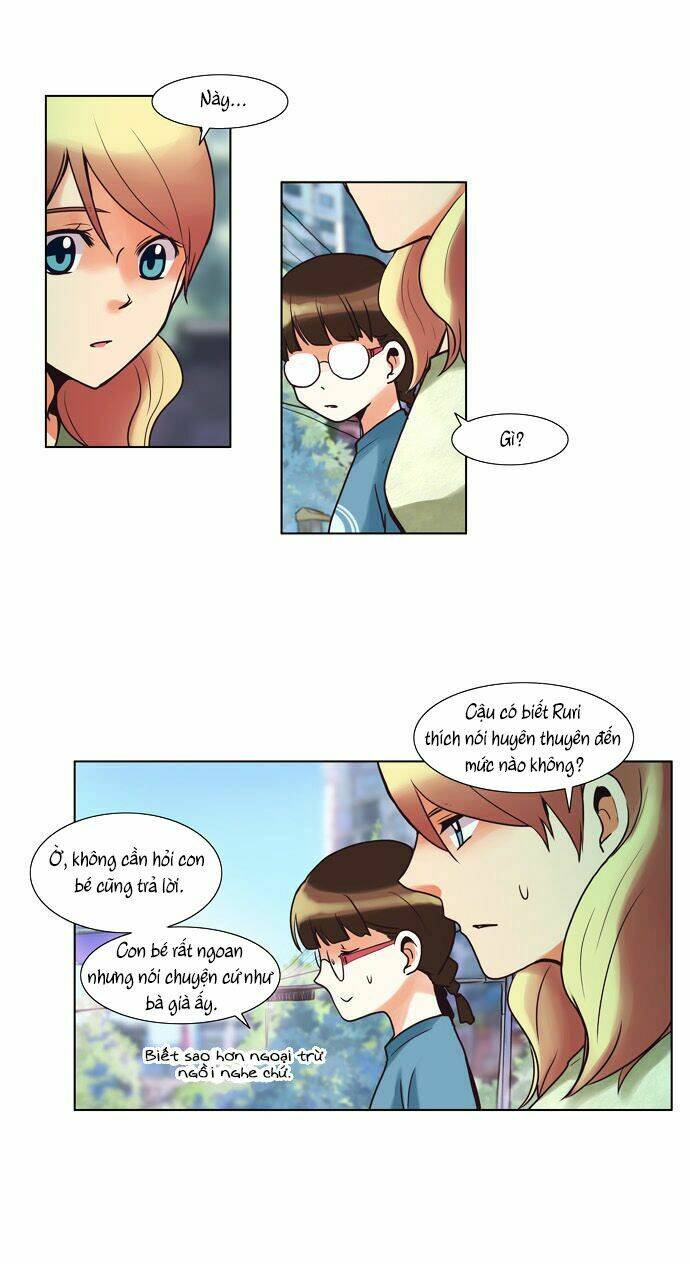 Này...
Gì?
Cậu có biết Ruri
thích nói huyên thuyên đến
mức nào không?
Ờ, không cần hỏi con
bé cũng trả lời.
Con bé rất ngoan
nhưng nói chuyện cứ như
bà già ấy.
Biết sao hơn ngoại trừ
ngồi nghe chứ.